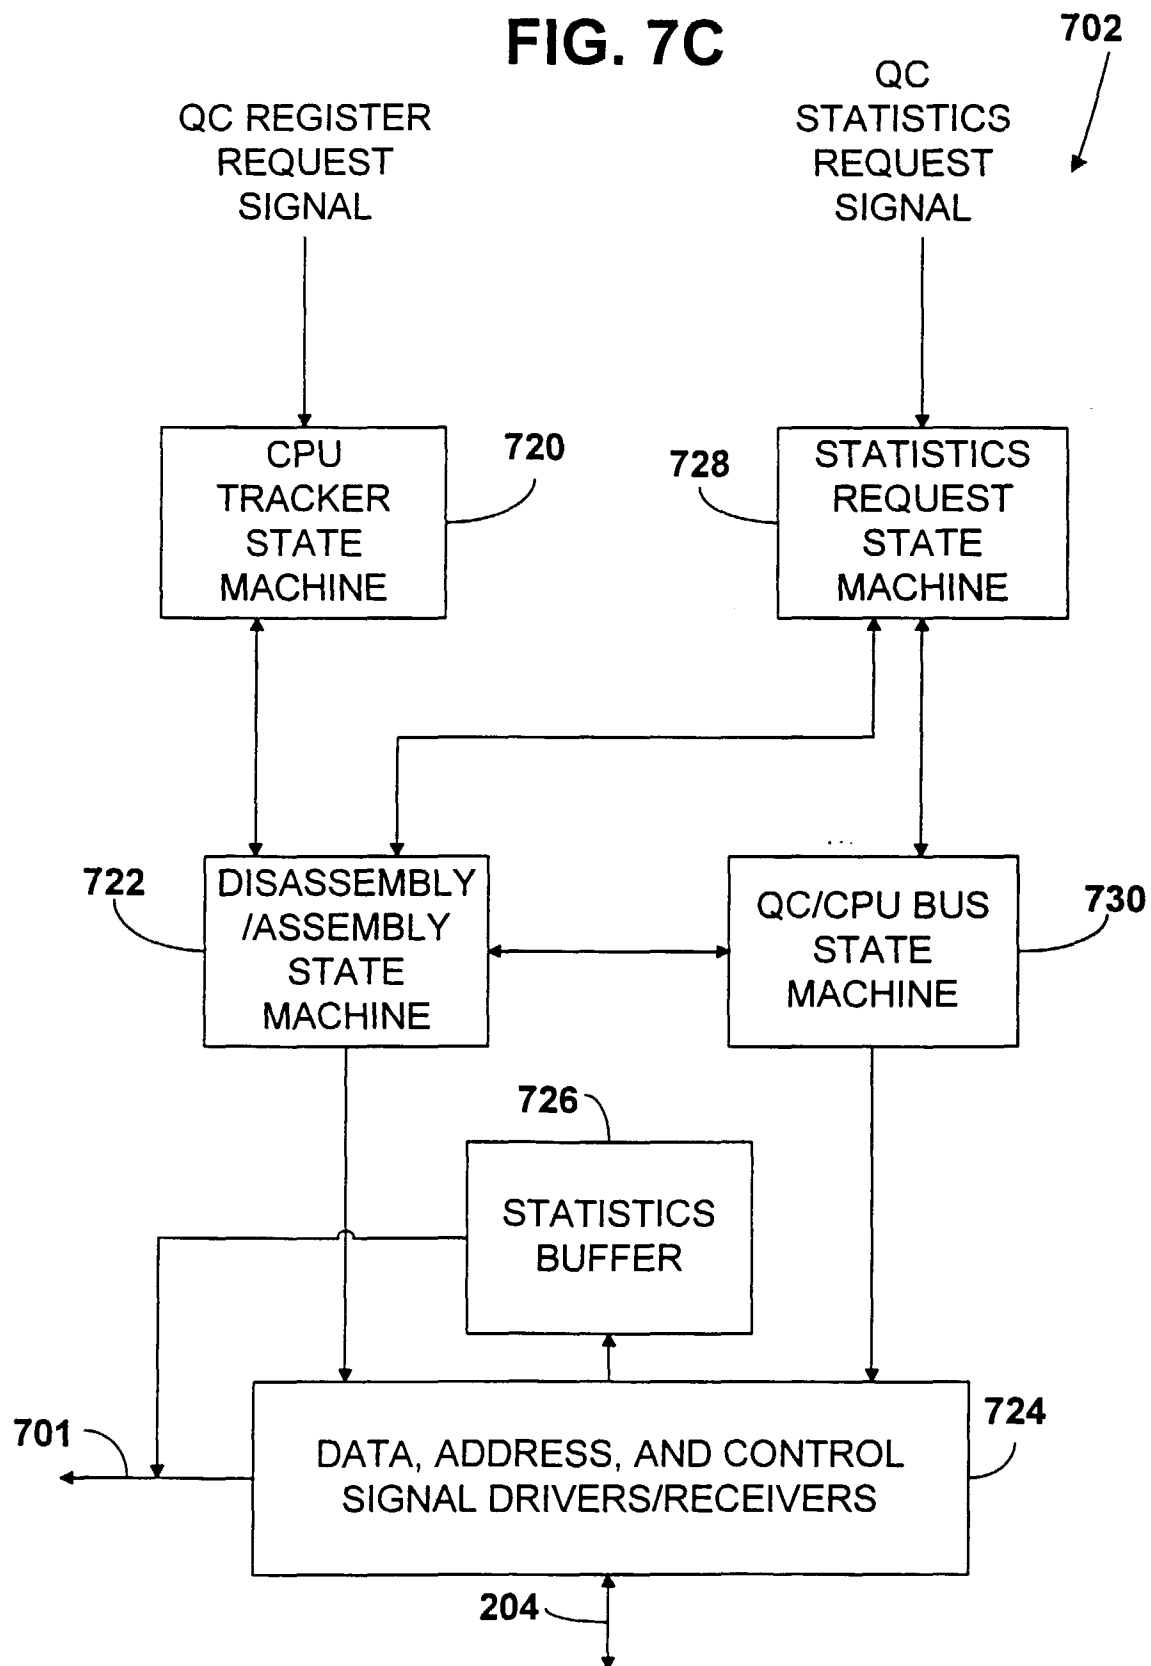 FIG. 7C
702
QC REGISTER
REQUEST
SIGNAL
QC
STATISTICS
REQUEST
SIGNAL
CPU
TRACKER
STATE
MACHINE
720
728
STATISTICS
REQUEST
STATE
MACHINE
722
DISASSEMBLY
/ASSEMBLY
STATE
MACHINE
QC/CPU BUS
STATE
MACHINE
730
726
STATISTICS
BUFFER
701
724
DATA, ADDRESS, AND CONTROL
SIGNAL DRIVERS/RECEIVERS
204